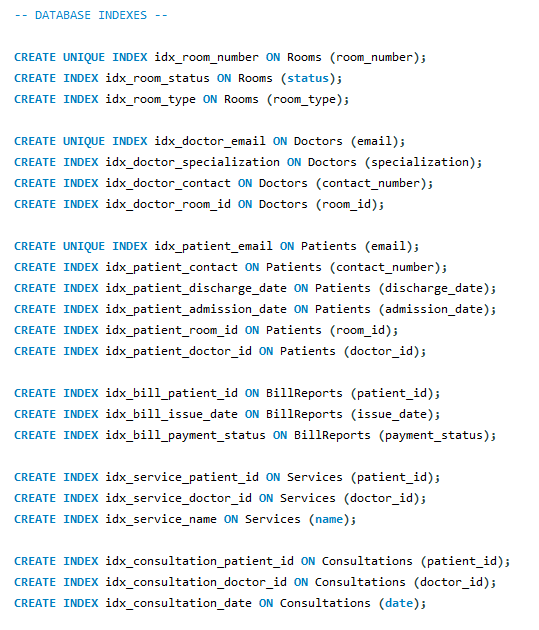 -- DATABASE INDEXES --
CREATE UNIQUE INDEX idx_room_number ON Rooms (room_number);
CREATE INDEX idx_room_status ON Rooms (status);
CREATE INDEX idx_room_type ON Rooms (room_type);
CREATE UNIQUE INDEX idx_doctor_email ON Doctors (email);
CREATE INDEX idx_doctor_specialization ON Doctors (specialization);
CREATE INDEX idx_doctor_contact ON Doctors (contact_number);
CREATE INDEX idx_doctor_room_id ON Doctors (room_id);
CREATE UNIQUE INDEX idx_patient_email ON Patients (email);
CREATE INDEX idx_patient_contact ON Patients (contact_number);
CREATE INDEX idx_patient_discharge_date ON Patients (discharge_date);
CREATE INDEX idx_patient_admission_date ON Patients (admission_date);
CREATE INDEX idx_patient_room_id ON Patients (room_id);
CREATE INDEX idx_patient_doctor_id ON Patients (doctor_id);
CREATE INDEX idx_bill_patient_id ON BillReports (patient_id);
CREATE INDEX idx_bill_issue_date ON BillReports (issue_date);
CREATE INDEX idx_bill_payment_status ON BillReports (payment_status);
CREATE INDEX idx_service_patient_id ON Services (patient_id);
CREATE INDEX idx_service_doctor_id ON Services (doctor_id);
CREATE INDEX idx_service_name ON Services (name);
CREATE INDEX idx_consultation_patient_id ON Consultations (patient_id);
CREATE INDEX idx_consultation_doctor_id ON Consultations (doctor_id);
CREATE INDEX idx_consultation_date ON Consultations (date);